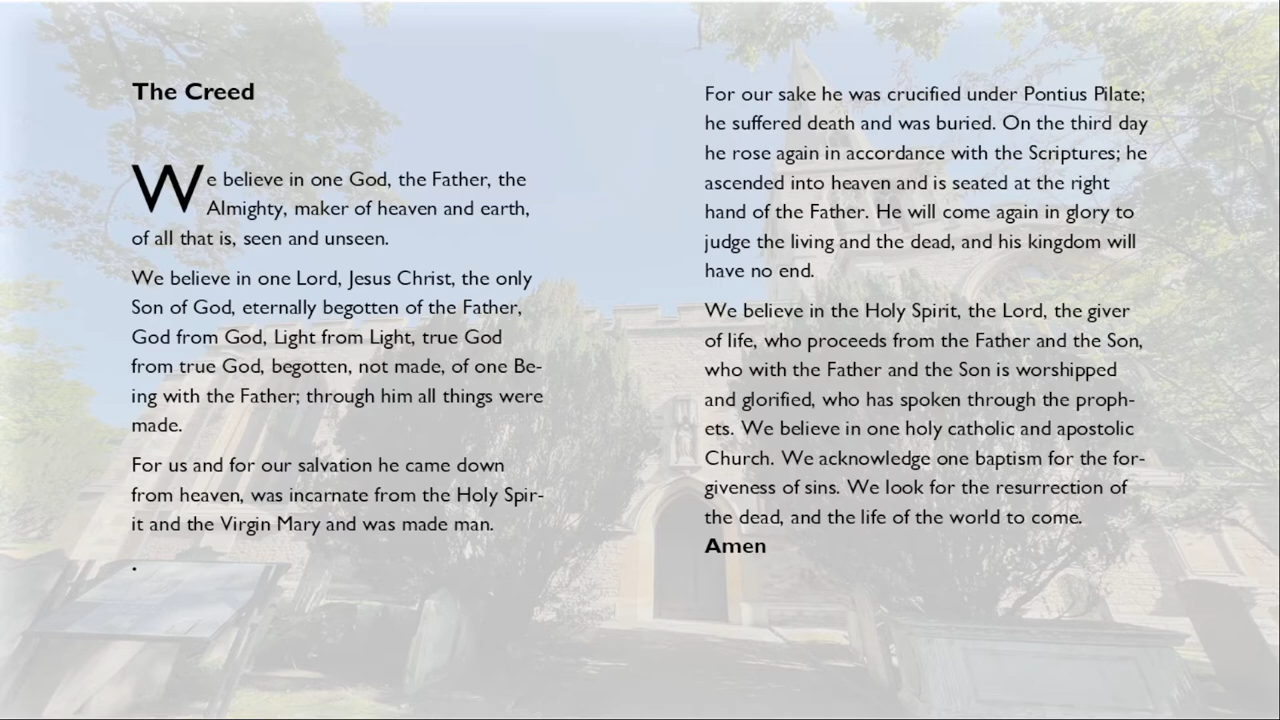 The Creed
We believe in one God, the Father, the
Almighty, maker of heaven and earth,
of all that is, seen and unseen.
We believe in one Lord, Jesus Christ, the only
Son of God, eternally begotten of the Father,
God from God, Light from Light, true God
from true God, begotten, not made, of one Be-
ing with the Father; through him all things were
made.
For us and for our salvation he came down
from heaven, was incarnate from the Holy Spir-
it and the Virgin Mary and was made man.
.
For our sake he was crucified under Pontius Pilate;
he suffered death and was buried. On the third day
he rose again in accordance with the Scriptures; he
ascended into heaven and is seated at the right
hand of the Father. He will come again in glory to
judge the living and the dead, and his kingdom will
have no end.
We believe in the Holy Spirit, the Lord, the giver
of life, who proceeds from the Father and the Son,
who with the Father and the Son is worshipped
and glorified, who has spoken through the proph-
ets. We believe in one holy catholic and apostolic
Church. We acknowledge one baptism for the for-
giveness of sins. We look for the resurrection of
the dead, and the life of the world to come.
Amen